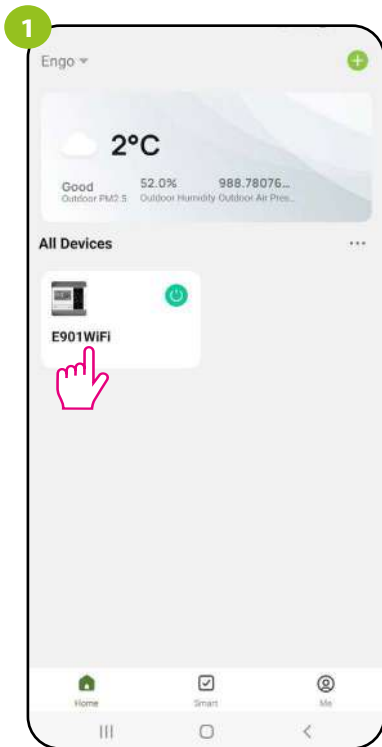 1
Engo
2°C
Good 52.0% 988.78076...
Outdoor PM2.5 Outdoor Humidity Outdoor Air Pres...
All Devices ...
E901WiFi
Home Smart Me